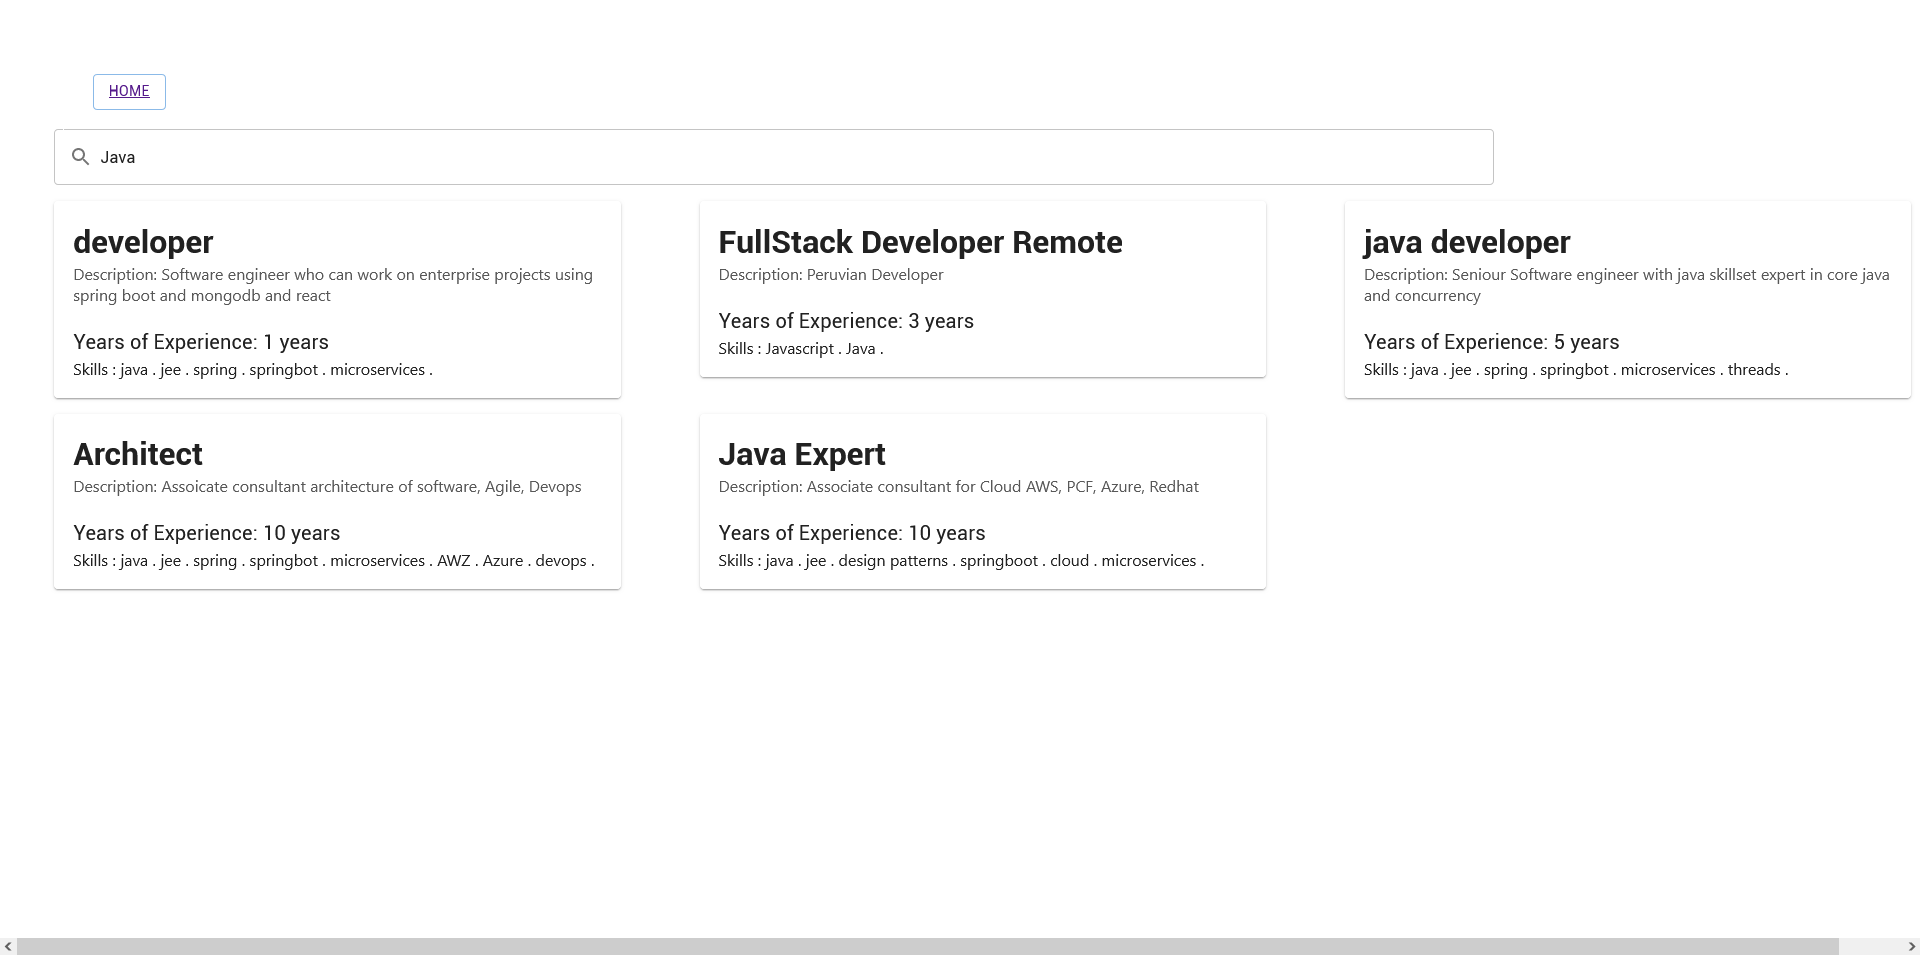 HOME
Java
developer
Description: Software engineer who can work on enterprise projects using
spring boot and mongodb and react
Years of Experience: 1 years
Skills : java . jee . spring . springbot . microservices .
FullStack Developer Remote
Description: Peruvian Developer
Years of Experience: 3 years
Skills : Javascript . Java .
java developer
Description: Seniour Software engineer with java skillset expert in core java
and concurrency
Years of Experience: 5 years
Skills : java . jee . spring . springbot . microservices . threads .
Architect
Description: Assoicate consultant architecture of software, Agile, Devops
Years of Experience: 10 years
Skills : java . jee . spring . springbot . microservices . AWZ . Azure . devops .
Java Expert
Description: Associate consultant for Cloud AWS, PCF, Azure, Redhat
Years of Experience: 10 years
Skills : java . jee . design patterns . springboot . cloud . microservices .